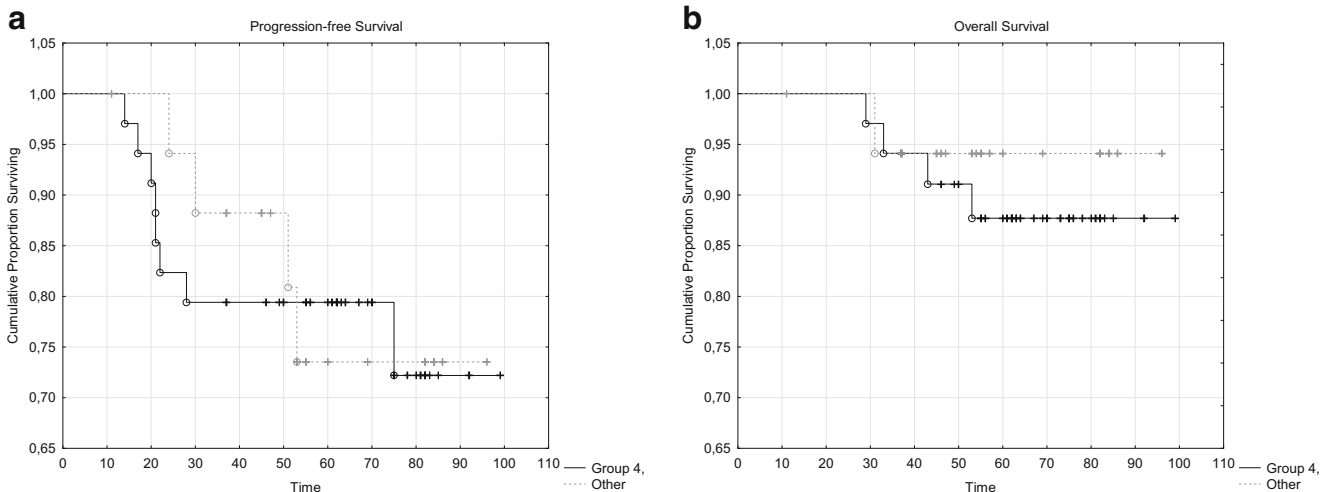 a
Progression-free Survival
1,05
1,00
0,95
0,90
0,85
0,80
0,75
0,70
0,65
Cumulative Proportion Surviving
0 10 20 30 40 50 60 70 80 90 100 110
Time
Group 4,
Other
b
Overall Survival
1,05
1,00
0,95
0,90
0,85
0,80
0,75
0,70
0,65
Cumulative Proportion Surviving
0 10 20 30 40 50 60 70 80 90 100 110
Time
Group 4,
Other